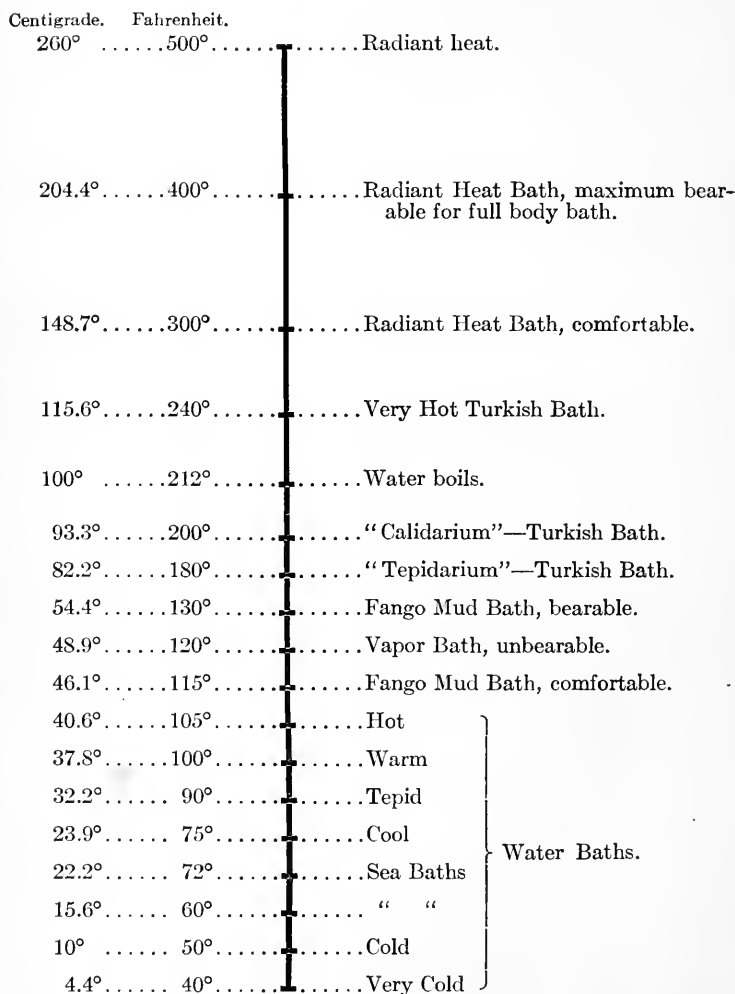 Centigrade. Fahrenheit.
260° ......500°.............Radiant heat.
204.4°......400°.............Radiant Heat Bath, maximum bear-
able for full body bath.
148.7°......300°.............Radiant Heat Bath, comfortable.
115.6°......240°.............Very Hot Turkish Bath.
100° ......212°.............Water boils.
93.3°......200°.............“Calidarium”—Turkish Bath.
82.2°......180°.............“Tepidarium”—Turkish Bath.
54.4°......130°.............Fango Mud Bath, bearable.
48.9°......120°.............Vapor Bath, unbearable.
46.1°......115°.............Fango Mud Bath, comfortable.
40.6°......105°.............Hot
37.8°......100°.............Warm
32.2°...... 90°.............Tepid
23.9°...... 75°.............Cool
Water Baths.
22.2°...... 72°.............Sea Baths
15.6°...... 60°............. “ “
10° ...... 50°.............Cold
4.4°...... 40°.............Very Cold